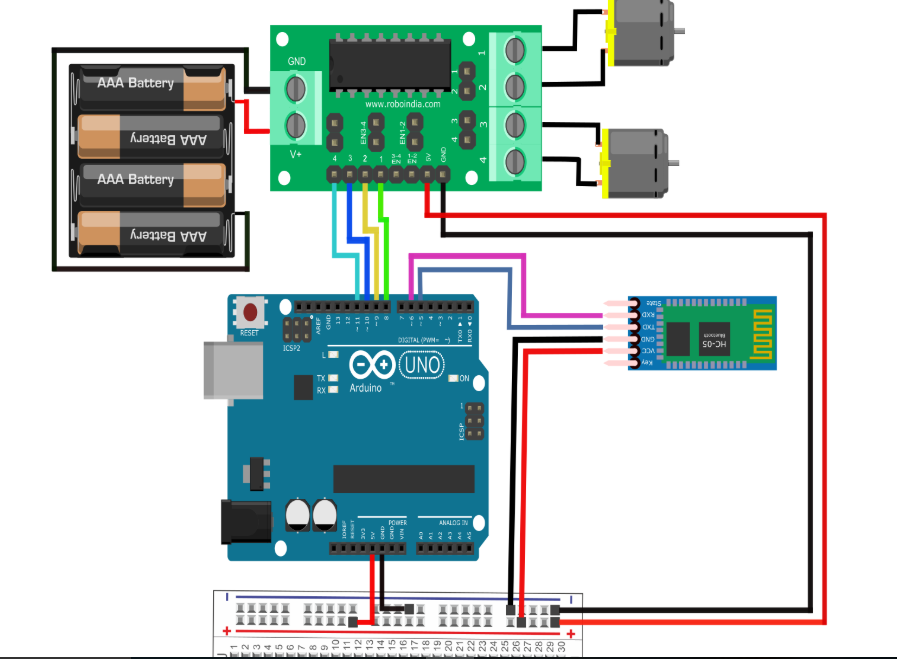 AAA Battery
AAA Battery
AAA Battery
AAA Battery
GND
V+
www.roboindia.com
1
2
3
4
EN3-4
EN1-2
1
2
3
4
4
3
2
1
5V
GND
RESET
ICSP2
AREF
GND
13
12
~11
~10
~9
8
7
~6
~5
4
~3
2
TX0 ▶ 1
RX0 ◀ 0
DIGITAL (PWM= ~)
L
TX
RX
Arduino
™
UNO
ON
1
ICSP
IOREF
RESET
3V3
5V
GND
GND
VIN
POWER
ANALOG IN
A0
A1
A2
A3
A4
A5
State
RXD
TXD
GND
VCC
Key
HC-05
Bluetooth
-
-
+
+
1
2
3
4
5
6
7
8
9
10
11
12
13
14
15
16
17
18
19
20
21
22
23
24
25
26
27
28
29
30